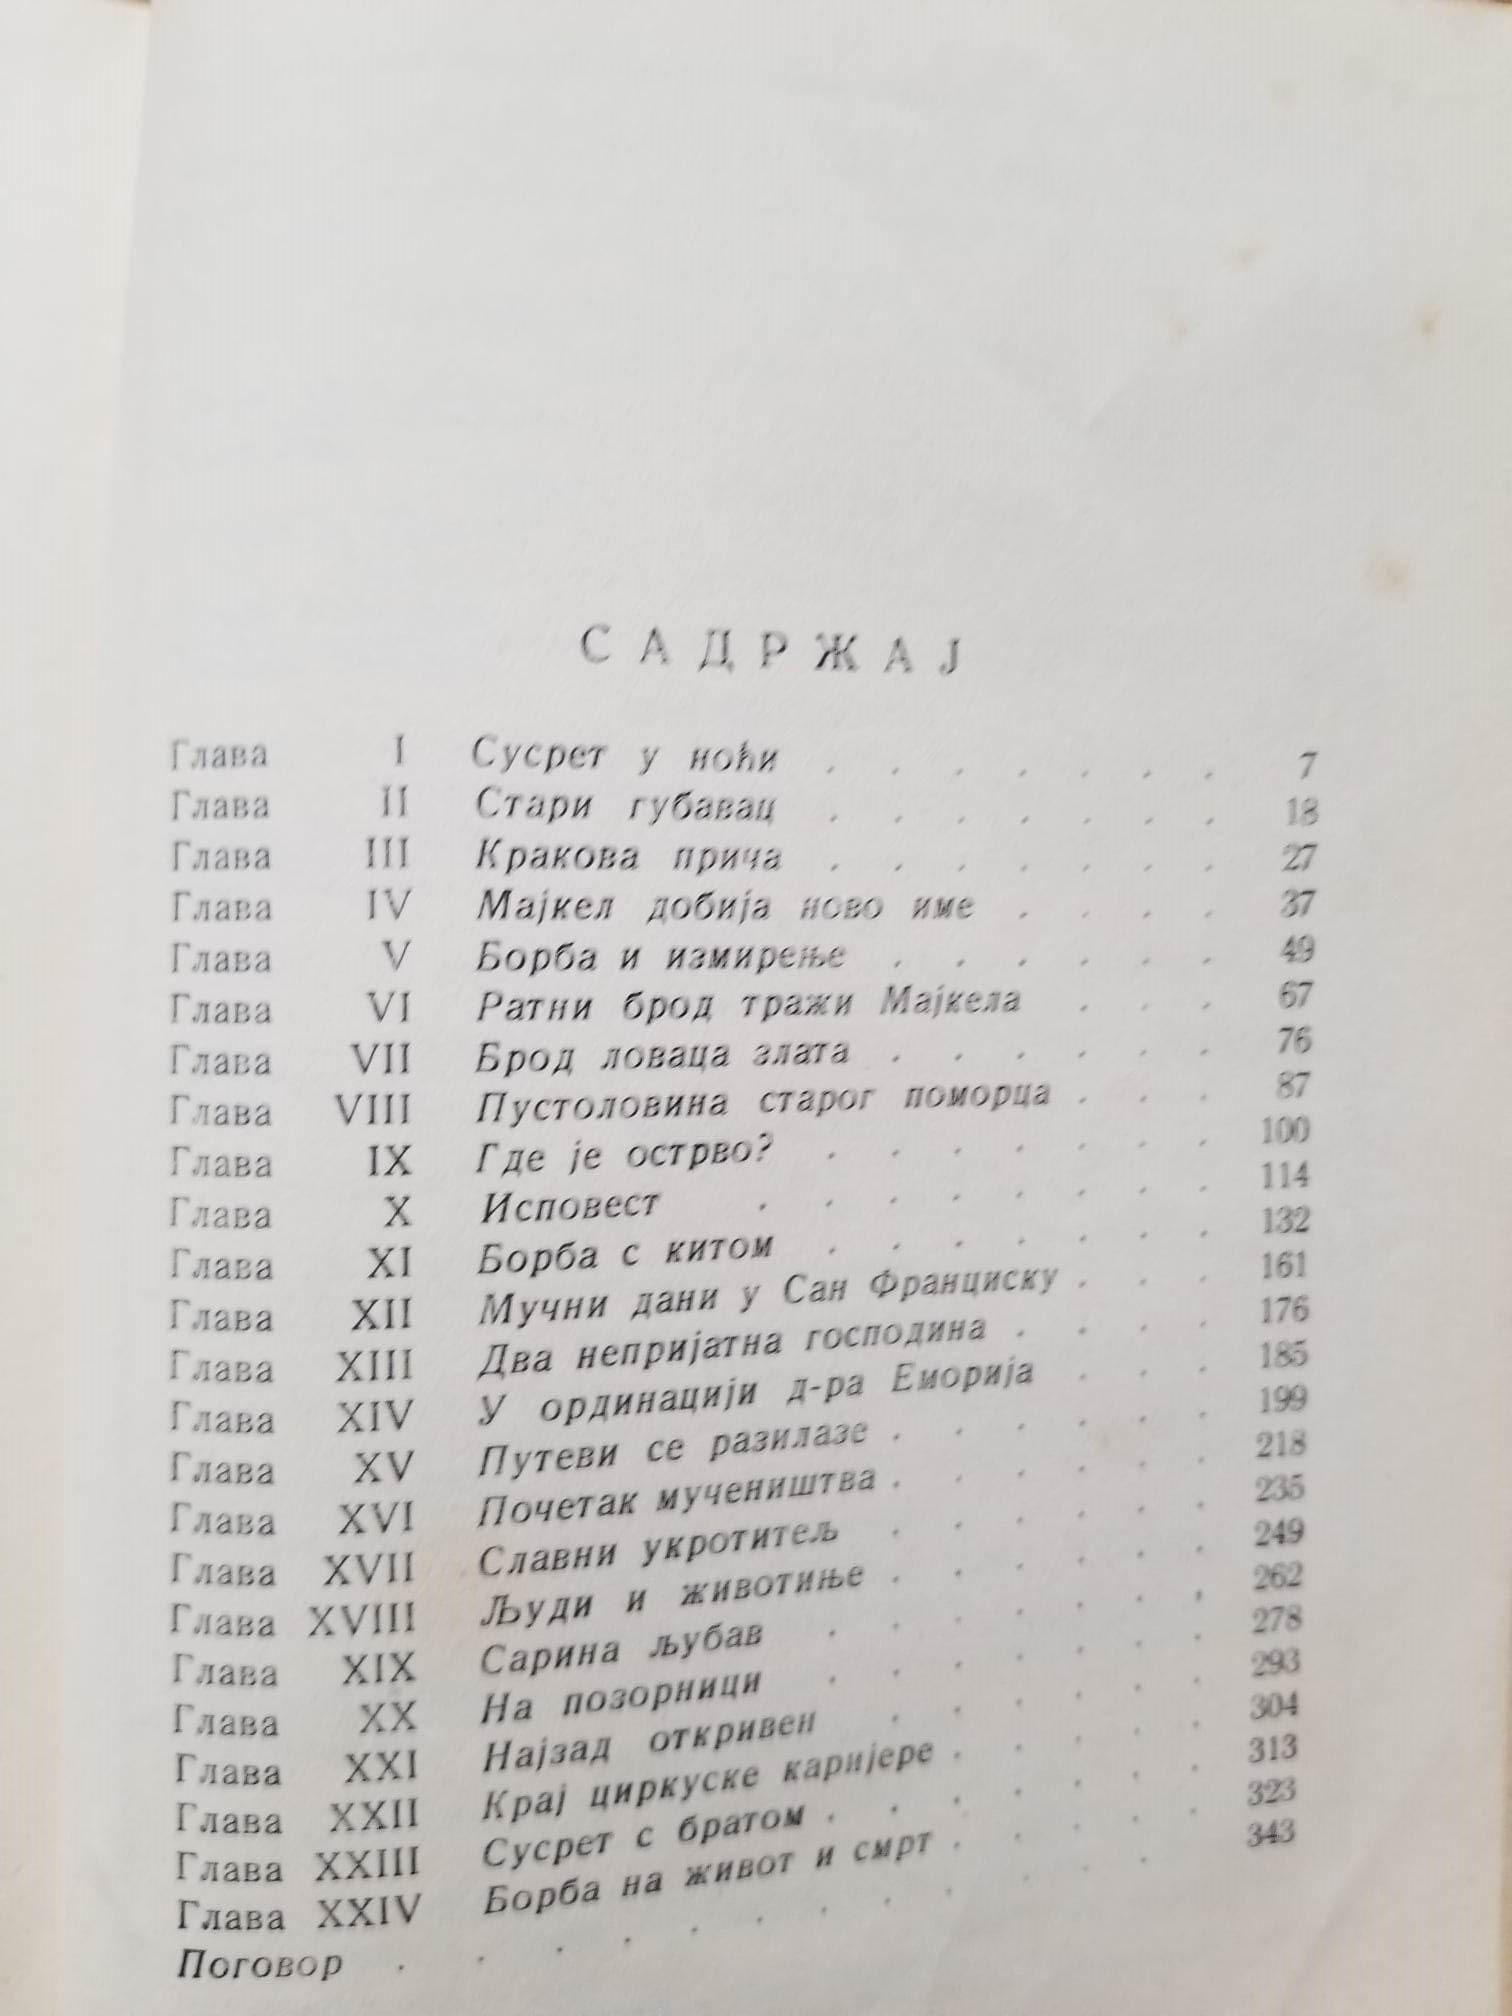 САДРЖАЈ
Глава I Сусрет у ноћи . . . . . . . 7
Глава II Стари губавац . . . . . . . 18
Глава III Кракова прича . . . . . . . 27
Глава IV Мајкел добија ново име . . . . 37
Глава V Борба и измирење . . . . . . 49
Глава VI Ратни брод тражи Мајкела . . . 67
Глава VII Брод ловаца злата . . . . . . 76
Глава VIII Пустоловина старог поморца . . . 87
Глава IX Где је острво? . . . . . . . 100
Глава X Исповест . . . . . . . . 114
Глава XI Борба с китом . . . . . . . 132
Глава XII Мучни дани у Сан Франциску . . . 161
Глава XIII Два непријатна господина . . . . 176
Глава XIV У ординацији д-ра Еморија . . . 185
Глава XV Путеви се разилазе . . . . . . 199
Глава XVI Почетак мучеништва . . . . . . 218
Глава XVII Славни укротитељ . . . . . . 235
Глава XVIII Људи и животиње . . . . . . 249
Глава XIX Сарина љубав . . . . . . . 262
Глава XX На позорници . . . . . . . 278
Глава XXI Најзад откривен . . . . . . 293
Глава XXII Крај циркуске каријере . . . . . 304
Глава XXIII Сусрет с братом . . . . . . . 313
Глава XXIV Борба на живот и смрт . . . . . 323
Поговор . . . . . . . . . . . . 343